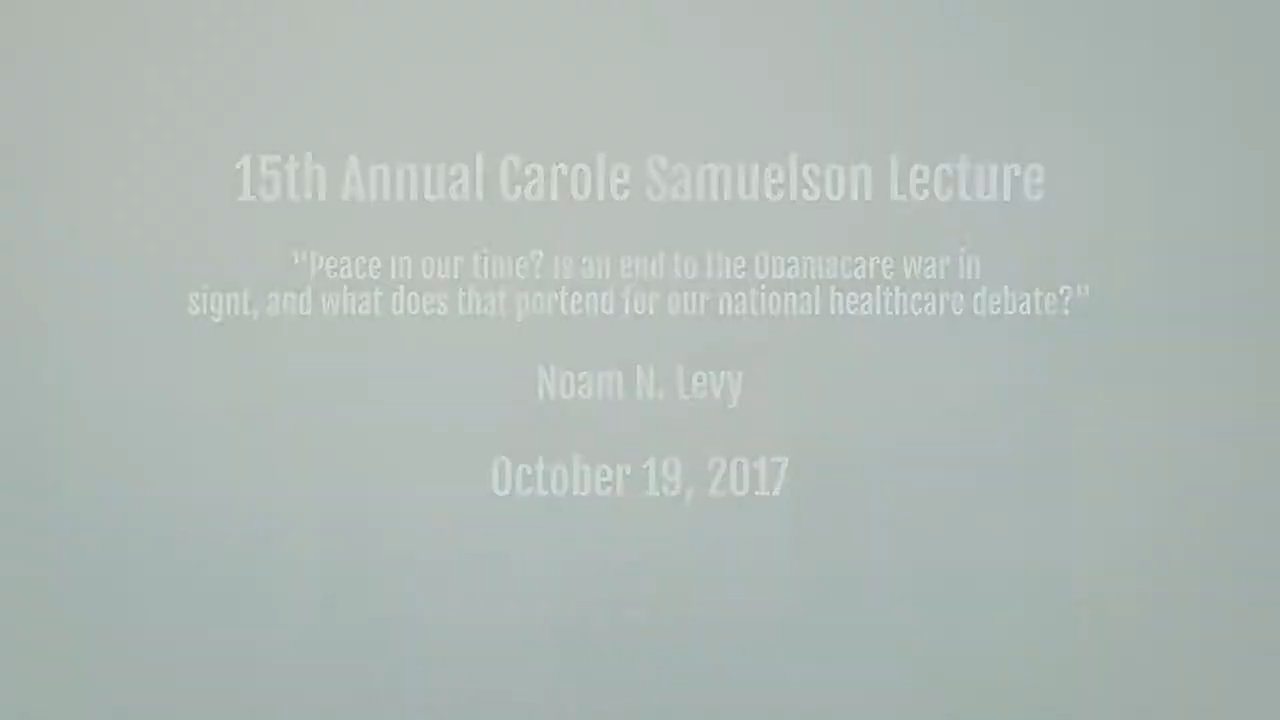 15th Annual Carole Samuelson Lecture
"Peace in our time? Is an end to the Obamacare war in
sight, and what does that portend for our national healthcare debate?"
Noam N. Levy
October 19, 2017